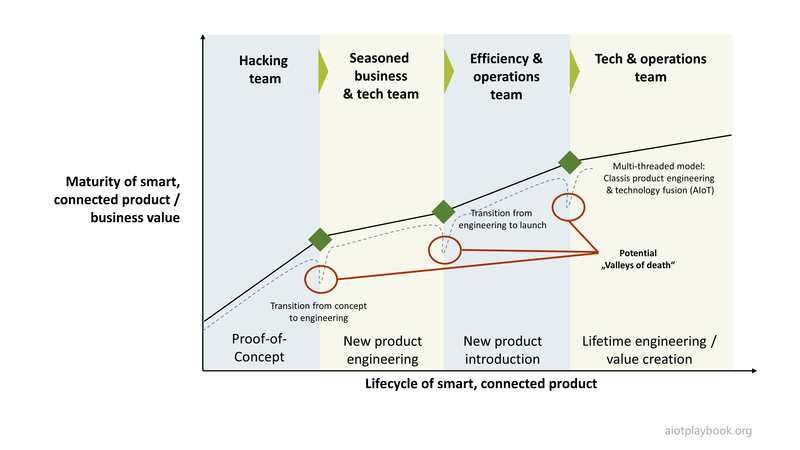 Hacking
team
Seasoned
business
& tech team
Efficiency &
operations
team
Tech & operations
team
Maturity of smart,
connected product /
business value
Multi-threaded model:
Classis product engineering
& technology fusion (AIoT)
Transition from
engineering to launch
Potential
„Valleys of death“
Transition from concept
to engineering
Proof-of-
Concept
New product
engineering
New product
introduction
Lifetime engineering /
value creation
Lifecycle of smart, connected product
aiotplaybook.org